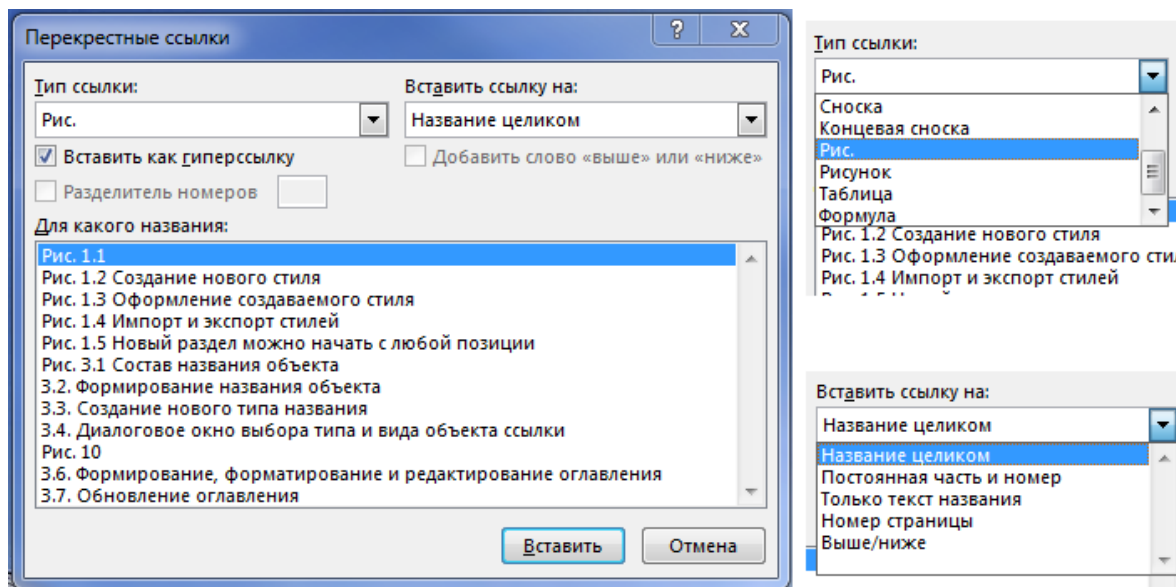 Перекрестные ссылки
Тип ссылки:
Вставить ссылку на:
Рис.
Название целиком
Вставить как гиперссылку
Добавить слово «выше» или «ниже»
Разделитель номеров
Для какого названия:
Рис. 1.1
Рис. 1.2 Создание нового стиля
Рис. 1.3 Оформление создаваемого стиля
Рис. 1.4 Импорт и экспорт стилей
Рис. 1.5 Новый раздел можно начать с любой позиции
Рис. 3.1 Состав названия объекта
3.2. Формирование названия объекта
3.3. Создание нового типа названия
3.4. Диалоговое окно выбора типа и вида объекта ссылки
Рис. 10
3.6. Формирование, форматирование и редактирование оглавления
3.7. Обновление оглавления
Вставить
Отмена
Тип ссылки:
Рис.
Сноска
Концевая сноска
Рис.
Рисунок
Таблица
Формула
Рис. 1.2 Создание нового стиля
Рис. 1.3 Оформление создаваемого
Рис. 1.4 Импорт и экспорт стилей
Вставить ссылку на:
Название целиком
Название целиком
Постоянная часть и номер
Только текст названия
Номер страницы
Выше/ниже